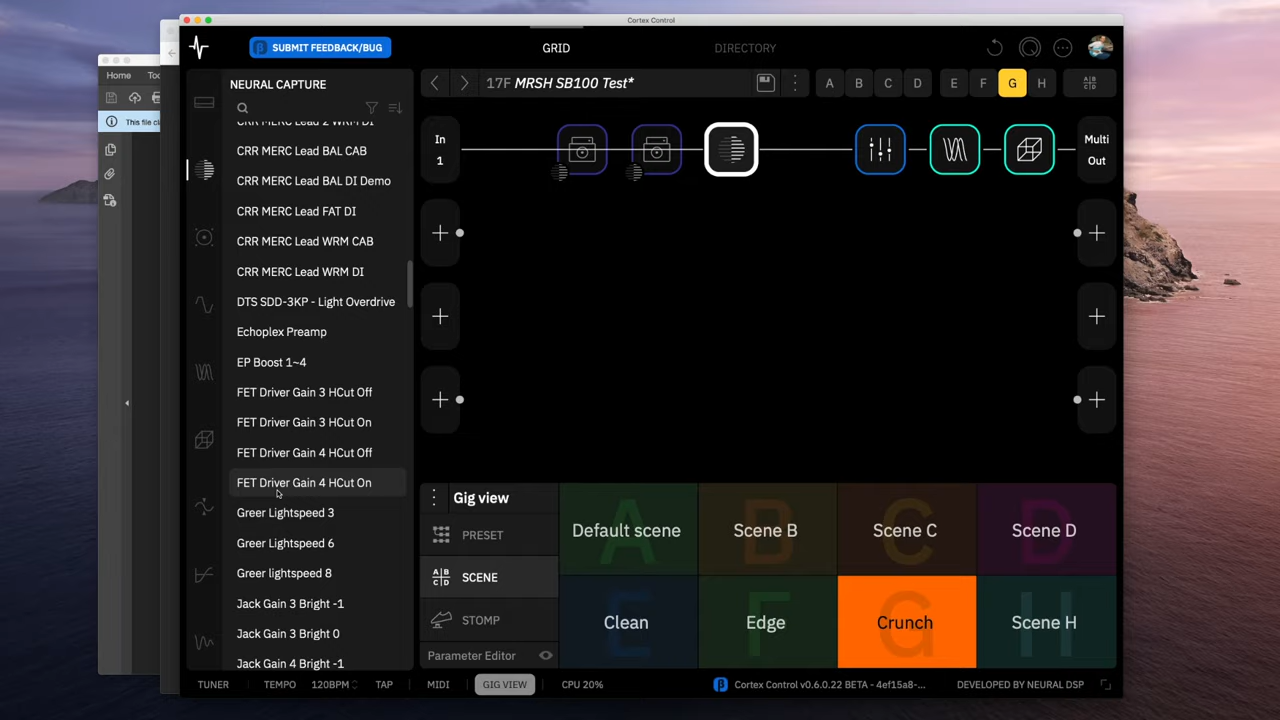 Cortex Control
SUBMIT FEEDBACK/BUG
GRID
DIRECTORY
Home
This file
NEURAL CAPTURE
17F MRSH SB100 Test*
A B C D E F G H
CRR MERC Lead 2 WRM DI
CRR MERC Lead BAL CAB
CRR MERC Lead BAL DI Demo
CRR MERC Lead FAT DI
CRR MERC Lead WRM CAB
CRR MERC Lead WRM DI
DTS SDD-3KP - Light Overdrive
Echoplex Preamp
EP Boost 1~4
FET Driver Gain 3 HCut Off
FET Driver Gain 3 HCut On
FET Driver Gain 4 HCut Off
FET Driver Gain 4 HCut On
Greer Lightspeed 3
Greer Lightspeed 6
Greer lightspeed 8
Jack Gain 3 Bright -1
Jack Gain 3 Bright 0
Jack Gain 4 Bright -1
In
1
Multi
Out
Gig view
PRESET
SCENE
STOMP
Parameter Editor
A
Default scene
B
Scene B
C
Scene C
D
Scene D
E
Clean
F
Edge
G
Crunch
H
Scene H
TUNER
TEMPO
120BPM
TAP
MIDI
GIG VIEW
CPU 20%
Cortex Control v0.6.0.22 BETA - 4ef15a8-...
DEVELOPED BY NEURAL DSP